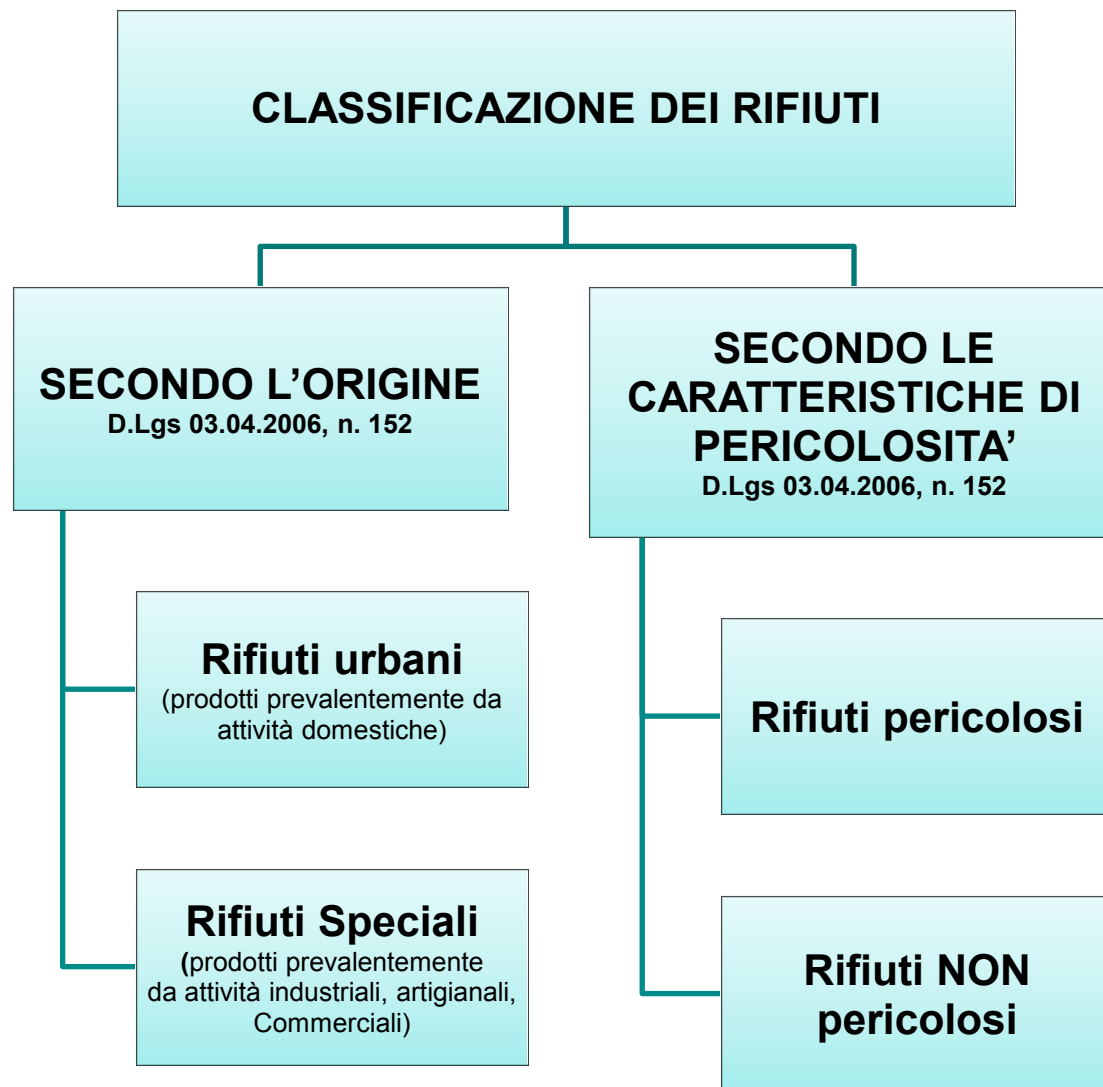 CLASSIFICAZIONE DEI RIFIUTI
SECONDO L’ORIGINE
D.Lgs 03.04.2006, n. 152
Rifiuti urbani
(prodotti prevalentemente da
attività domestiche)
Rifiuti Speciali
(prodotti prevalentemente
da attività industriali, artigianali,
Commerciali)
SECONDO LE
CARATTERISTICHE DI
PERICOLOSITA’
D.Lgs 03.04.2006, n. 152
Rifiuti pericolosi
Rifiuti NON
pericolosi